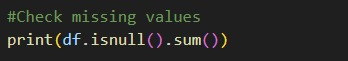 #Check missing values
print(df.isnull().sum())